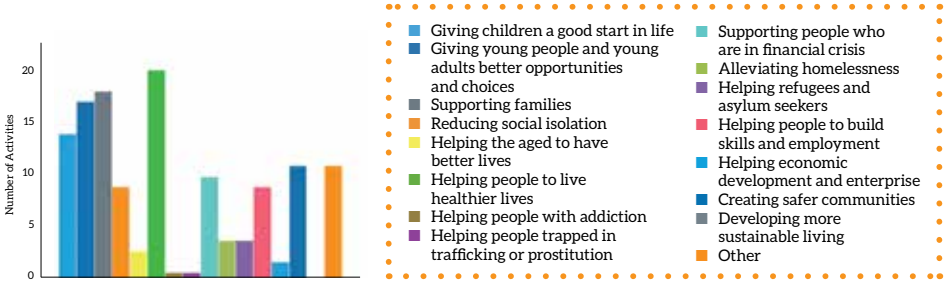 Number of Activities
20
15
10
5
0
Giving children a good start in life
Giving young people and young
adults better opportunities
and choices
Supporting families
Reducing social isolation
Helping the aged to have
better lives
Helping people to live
healthier lives
Helping people with addiction
Helping people trapped in
trafficking or prostitution
Supporting people who
are in financial crisis
Alleviating homelessness
Helping refugees and
asylum seekers
Helping people to build
skills and employment
Helping economic
development and enterprise
Creating safer communities
Developing more
sustainable living
Other